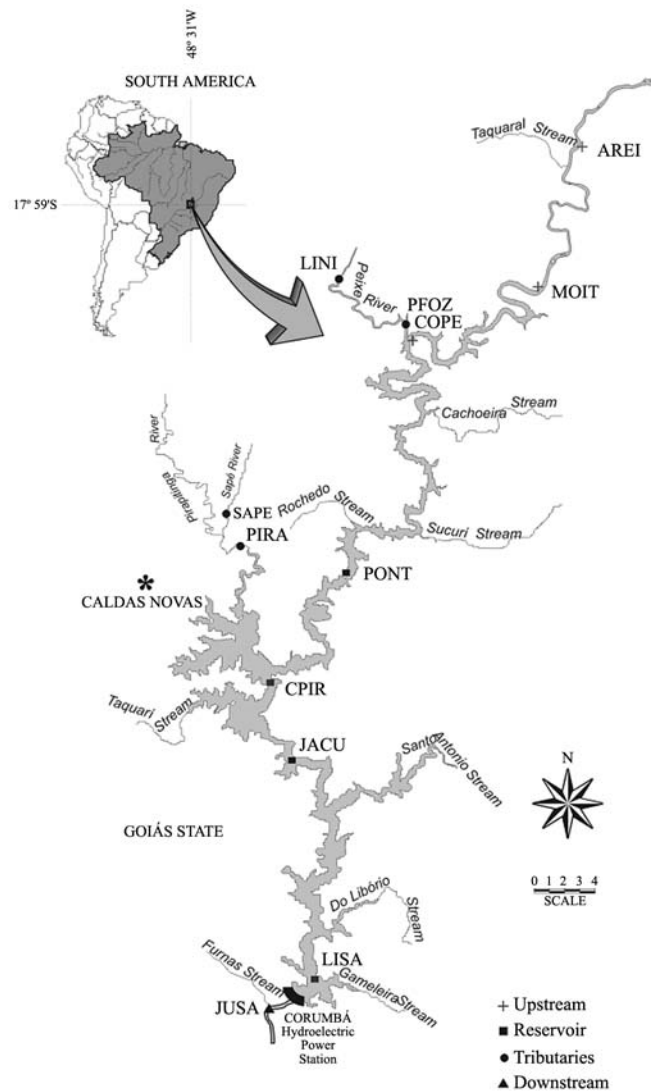 48° 31'W
SOUTH AMERICA
17° 59'S
Taquaral Stream
AREI
LINI
Peixe River
MOIT
PFOZ
COPE
Cachoeira Stream
Pirapitinga River
Sapé River
SAPE
Rochedo Stream
Sucuri Stream
PIRA
PONT
*
CALDAS NOVAS
CPIR
Taquari Stream
JACU
Santo Antonio Stream
N
GOIÁS STATE
0 1 2 3 4
SCALE
Do Libório Stream
Furnas Stream
LISA
Gameleira Stream
JUSA
CORUMBÁ
Hydroelectric
Power
Station
+ Upstream
■ Reservoir
● Tributaries
▲ Downstream